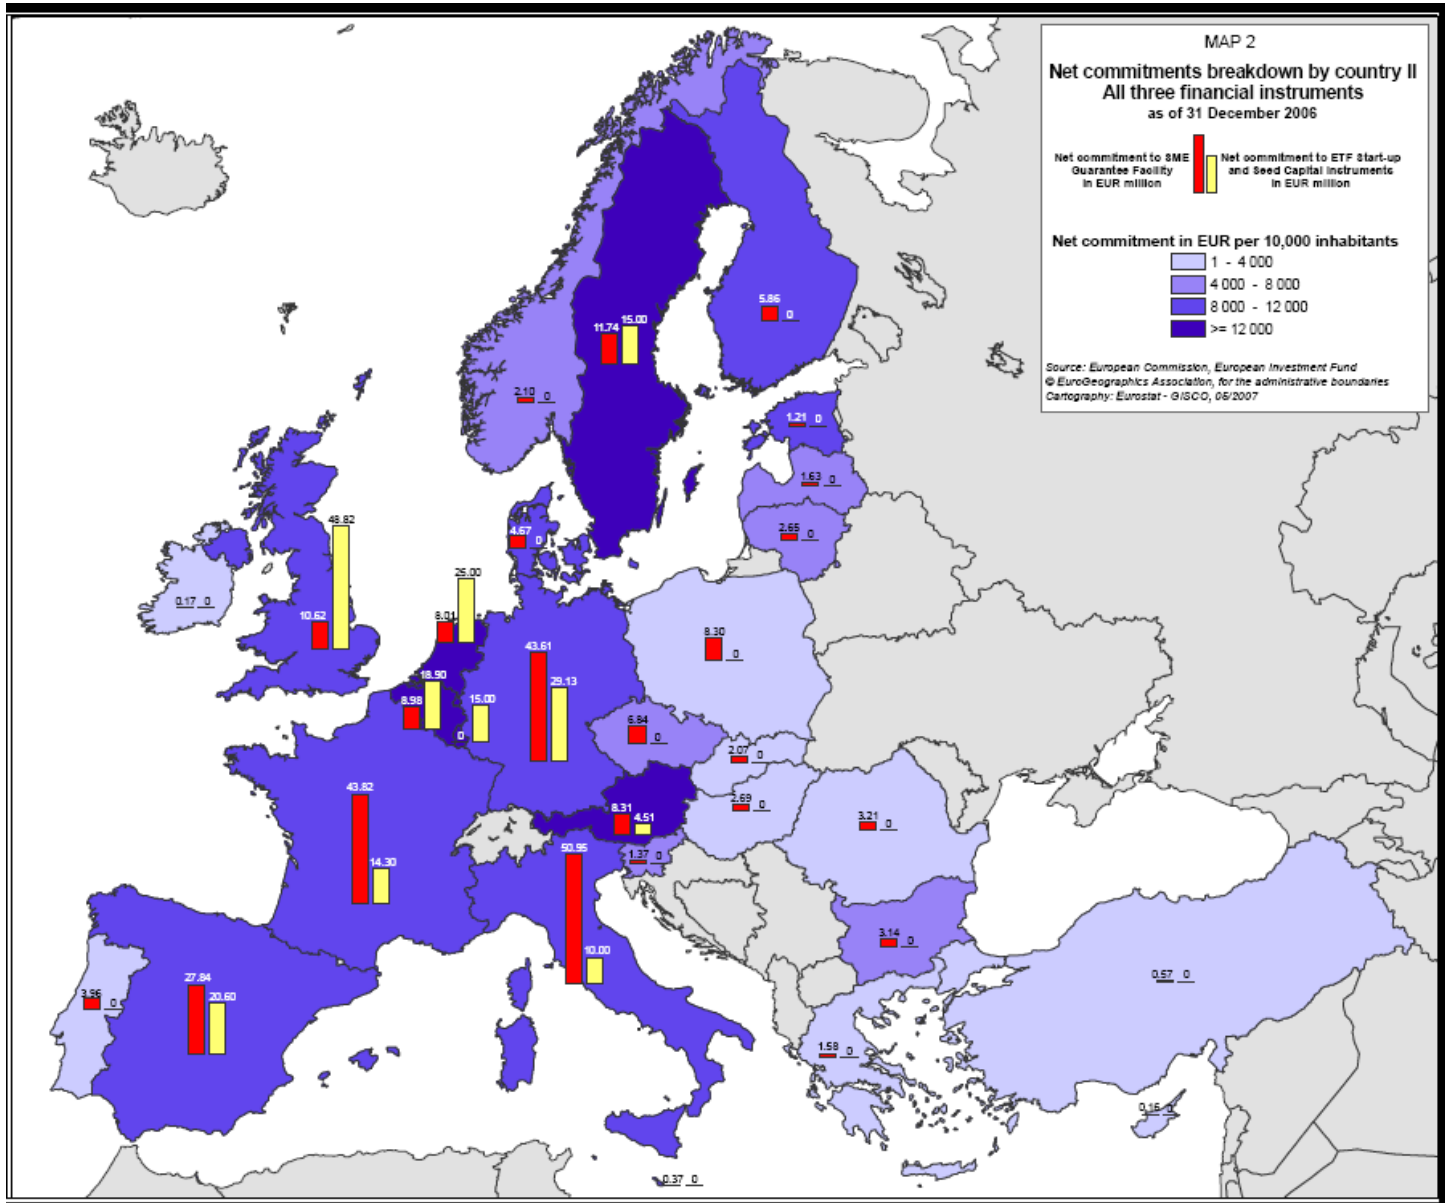 MAP 2
Net commitments breakdown by country II
All three financial instruments
as of 31 December 2006
Net commitment to SME
Guarantee Facility
in EUR million
Net commitment to ETF Start-up
and Seed Capital Instruments
in EUR million
Net commitment in EUR per 10,000 inhabitants
1 - 4 000
4 000 - 8 000
8 000 - 12 000
>= 12 000
Source: European Commission, European Investment Fund
© EuroGeographics Association, for the administrative boundaries
Cartography: Eurostat - GISCO, 05/2007
5.86 0
11.74 15.00
2.10 0
1.21 0
1.63 0
2.65 0
4.67 0
48.82
10.62
0.17 0
25.00
8.01
18.90
8.98
15.00
0
43.61
29.13
8.30
0
6.84
0
2.07
0
2.69
0
8.31
4.51
1.37 0
3.21
0
43.82
14.30
50.95
10.00
3.14
0
27.84
20.60
3.96
0
0.57 0
1.58 0
0.16 0
0.37 0